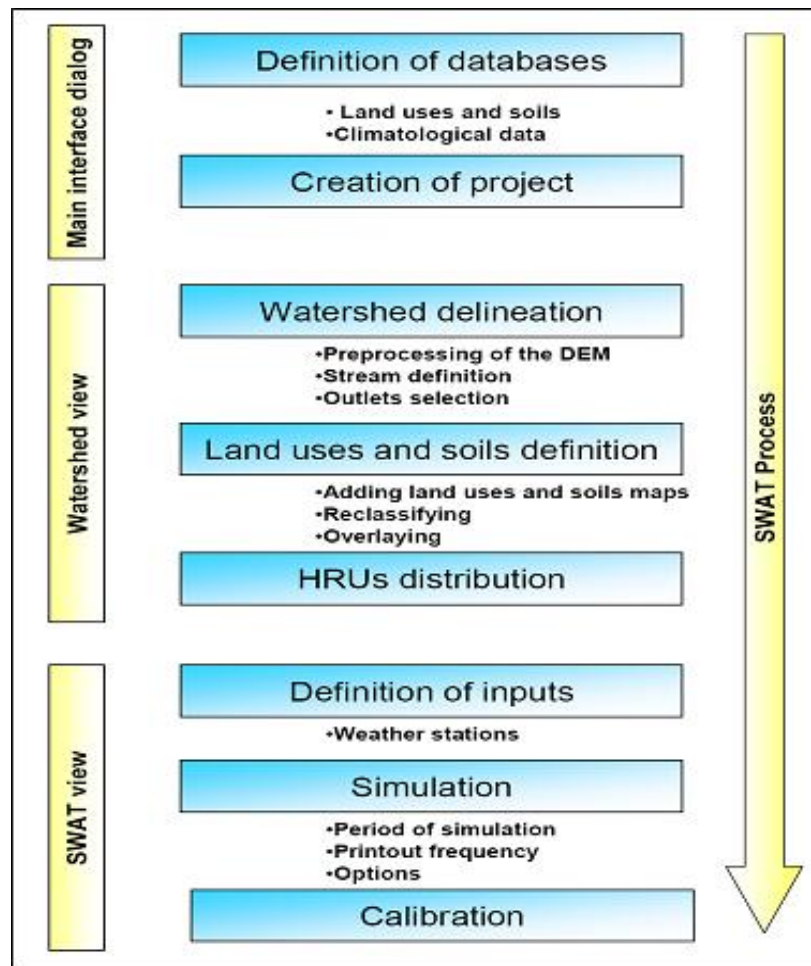 Main interface dialog
Definition of databases
• Land uses and soils
•Climatological data
Creation of project
Watershed view
Watershed delineation
•Preprocessing of the DEM
•Stream definition
•Outlets selection
Land uses and soils definition
•Adding land uses and soils maps
•Reclassifying
•Overlaying
HRUs distribution
SWAT view
Definition of inputs
•Weather stations
Simulation
•Period of simulation
•Printout frequency
•Options
Calibration
SWAT Process